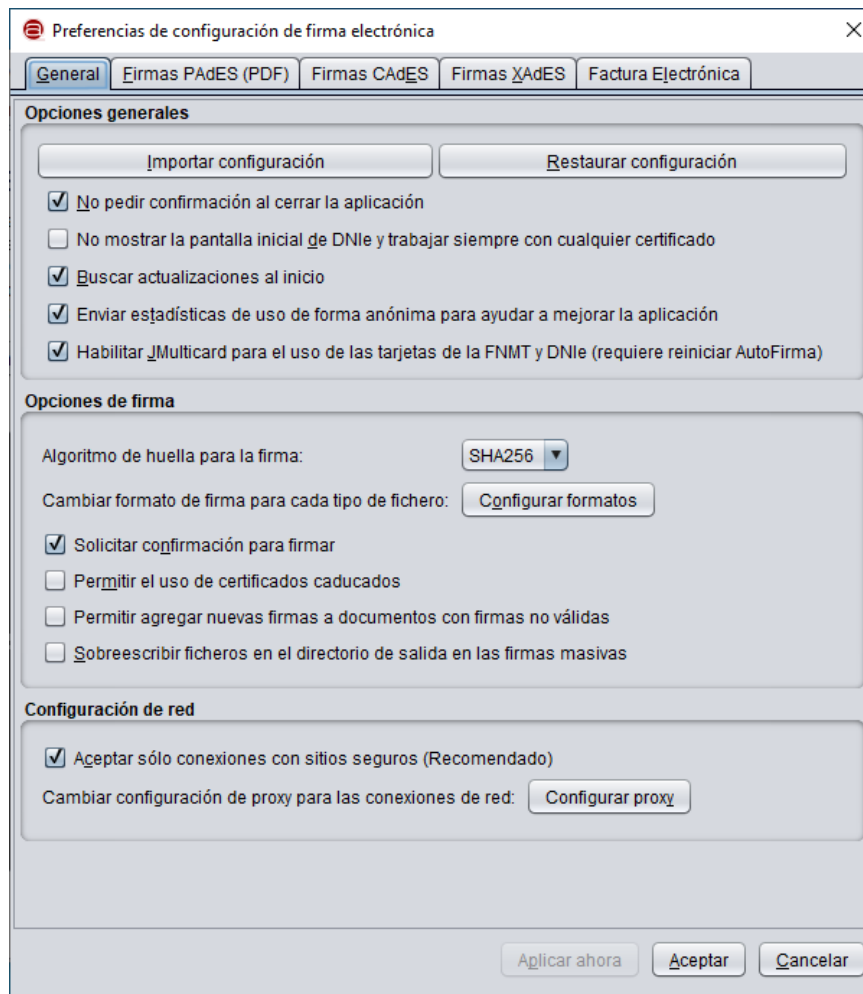 Preferencias de configuración de firma electrónica
General Firmas PAdES (PDF) Firmas CAdES Firmas XAdES Factura Electrónica
Opciones generales
Importar configuración Restaurar configuración
No pedir confirmación al cerrar la aplicación
No mostrar la pantalla inicial de DNIe y trabajar siempre con cualquier certificado
Buscar actualizaciones al inicio
Enviar estadísticas de uso de forma anónima para ayudar a mejorar la aplicación
Habilitar JMulticard para el uso de las tarjetas de la FNMT y DNIe (requiere reiniciar AutoFirma)
Opciones de firma
Algoritmo de huella para la firma: SHA256
Cambiar formato de firma para cada tipo de fichero: Configurar formatos
Solicitar confirmación para firmar
Permitir el uso de certificados caducados
Permitir agregar nuevas firmas a documentos con firmas no válidas
Sobreescribir ficheros en el directorio de salida en las firmas masivas
Configuración de red
Aceptar sólo conexiones con sitios seguros (Recomendado)
Cambiar configuración de proxy para las conexiones de red: Configurar proxy
Aplicar ahora Aceptar Cancelar